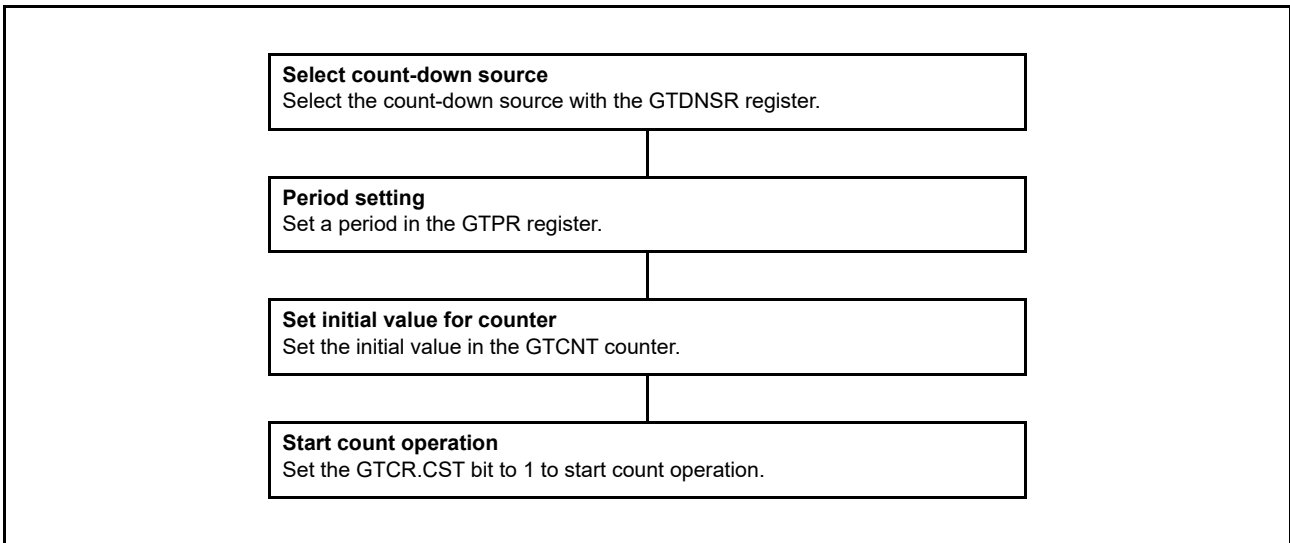 Select count-down source
Select the count-down source with the GTDNSR register.
Period setting
Set a period in the GTPR register.
Set initial value for counter
Set the initial value in the GTCNT counter.
Start count operation
Set the GTCR.CST bit to 1 to start count operation.